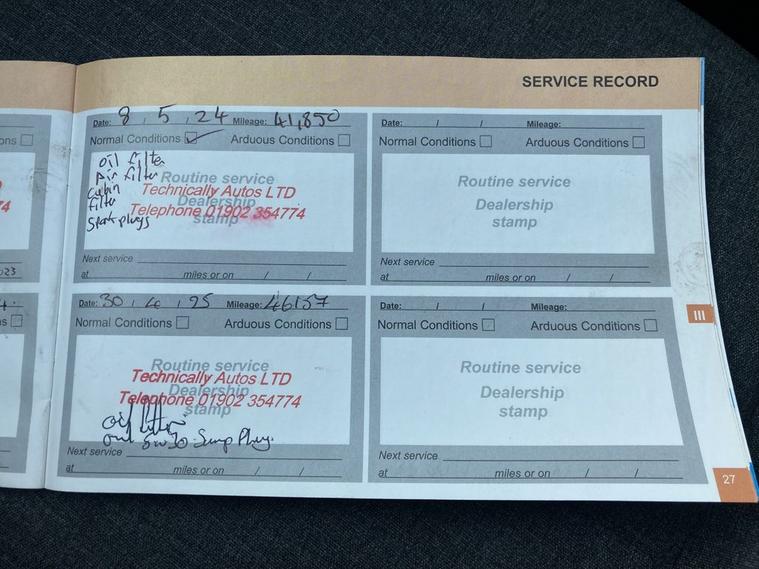 SERVICE RECORD
Date: 8 / 5 / 24 Mileage: 41,850
Normal Conditions Arduous Conditions
oil filter
Air filter
Cabin
filter
Spark plugs
Routine service
Dealership
stamp
Technically Autos LTD
Telephone 01902 354774
Next service
at miles or on / /
Date: / / Mileage:
Normal Conditions Arduous Conditions
Routine service
Dealership
stamp
Next service
at miles or on / /
Date: 30 / 4 / 25 Mileage: 46157
Normal Conditions Arduous Conditions
Routine service
Dealership
stamp
Technically Autos LTD
Telephone 01902 354774
oil filter
5w30 Sump Plug.
Next service
at miles or on / /
Date: / / Mileage:
Normal Conditions Arduous Conditions
Routine service
Dealership
stamp
Next service
at miles or on / /
III
27